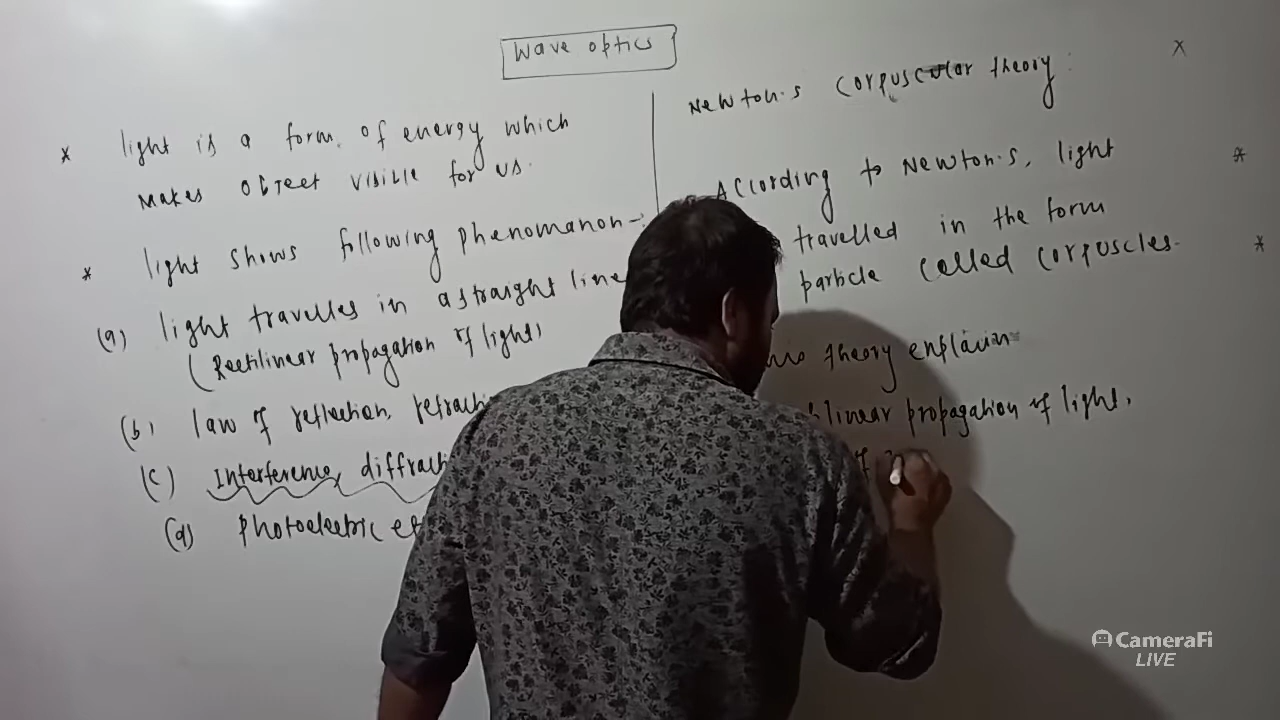 Wave optics
* light is a form of energy which
makes object visible for us.
* light shows following phenomanon-:
(a) light travelles in a straight line
(Rectilinear propagation of light)
(b) law of reflection, refracti
(c) Interference, diffracti
(d) Photoelectric ef
Newton's corpuscular theory:
According to Newton's, light
travelled in the form
particle called corpuscles.
theory explain
linear propagation of light,
of
x
*
*
CameraFi
LIVE